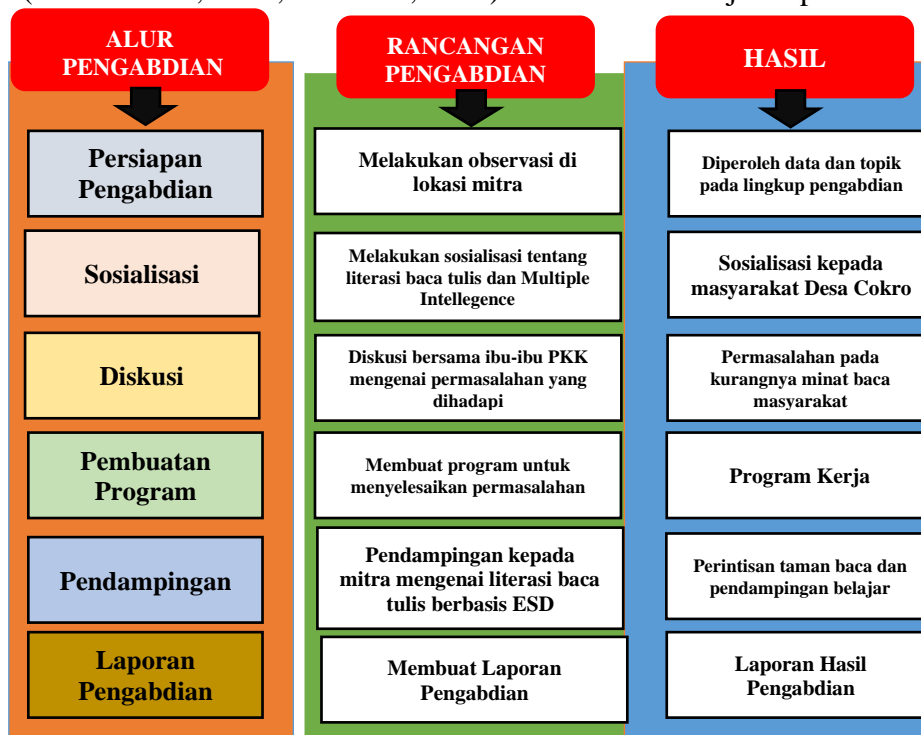 ALUR
PENGABDIAN
RANCANGAN
PENGABDIAN
HASIL
Persiapan
Pengabdian
Melakukan observasi di
lokasi mitra
Diperoleh data dan topik
pada lingkup pengabdian
Sosialisasi
Melakukan sosialisasi tentang
literasi baca tulis dan Multiple
Intellegence
Sosialisasi kepada
masyarakat Desa Cokro
Diskusi
Diskusi bersama ibu-ibu PKK
mengenai permasalahan yang
dihadapi
Permasalahan pada
kurangnya minat baca
masyarakat
Pembuatan
Program
Membuat program untuk
menyelesaikan permasalahan
Program Kerja
Pendampingan
Pendampingan kepada
mitra mengenai literasi baca
tulis berbasis ESD
Perintisan taman baca dan
pendampingan belajar
Laporan
Pengabdian
Membuat Laporan
Pengabdian
Laporan Hasil
Pengabdian